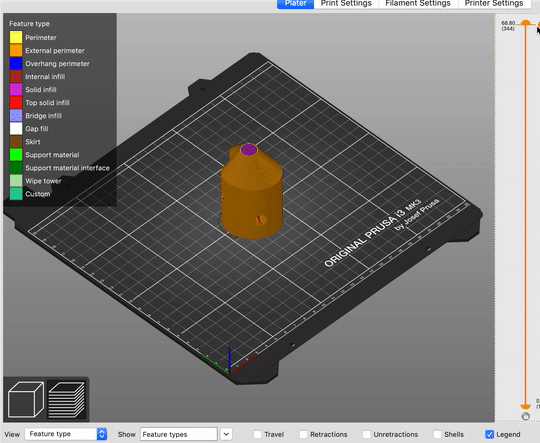 Plater Print Settings Filament Settings Printer Settings
Feature type
Perimeter
External perimeter
Overhang perimeter
Internal infill
Solid infill
Top solid infill
Bridge infill
Gap fill
Skirt
Support material
Support material interface
Wipe tower
Custom
68.80
(344)
ORIGINAL PRUSA i3 MK3
by Josef Prusa
View Feature type Show Feature types Travel Retractions Unretractions Shells Legend